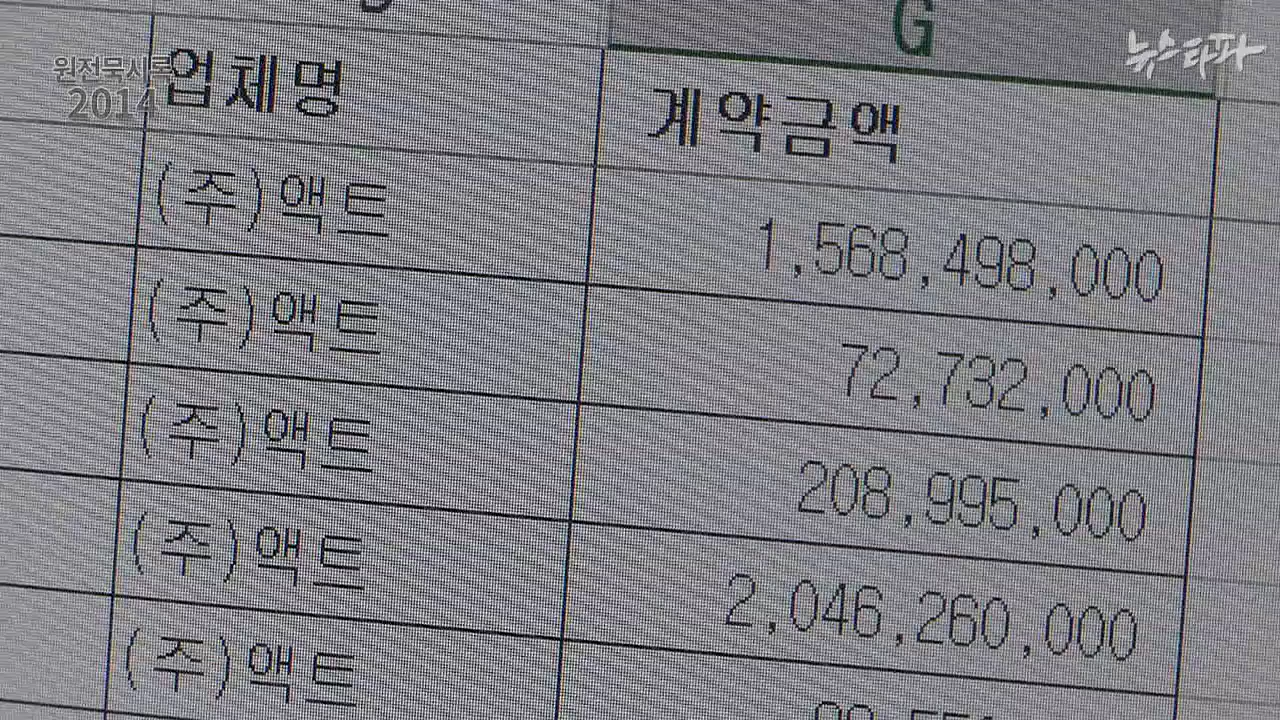 G
뉴스타파
원전묵시록
2014
업체명 계약금액
(주)액트 1,568,498,000
(주)액트 72,732,000
(주)액트 208,995,000
(주)액트 2,046,260,000
(주)액트